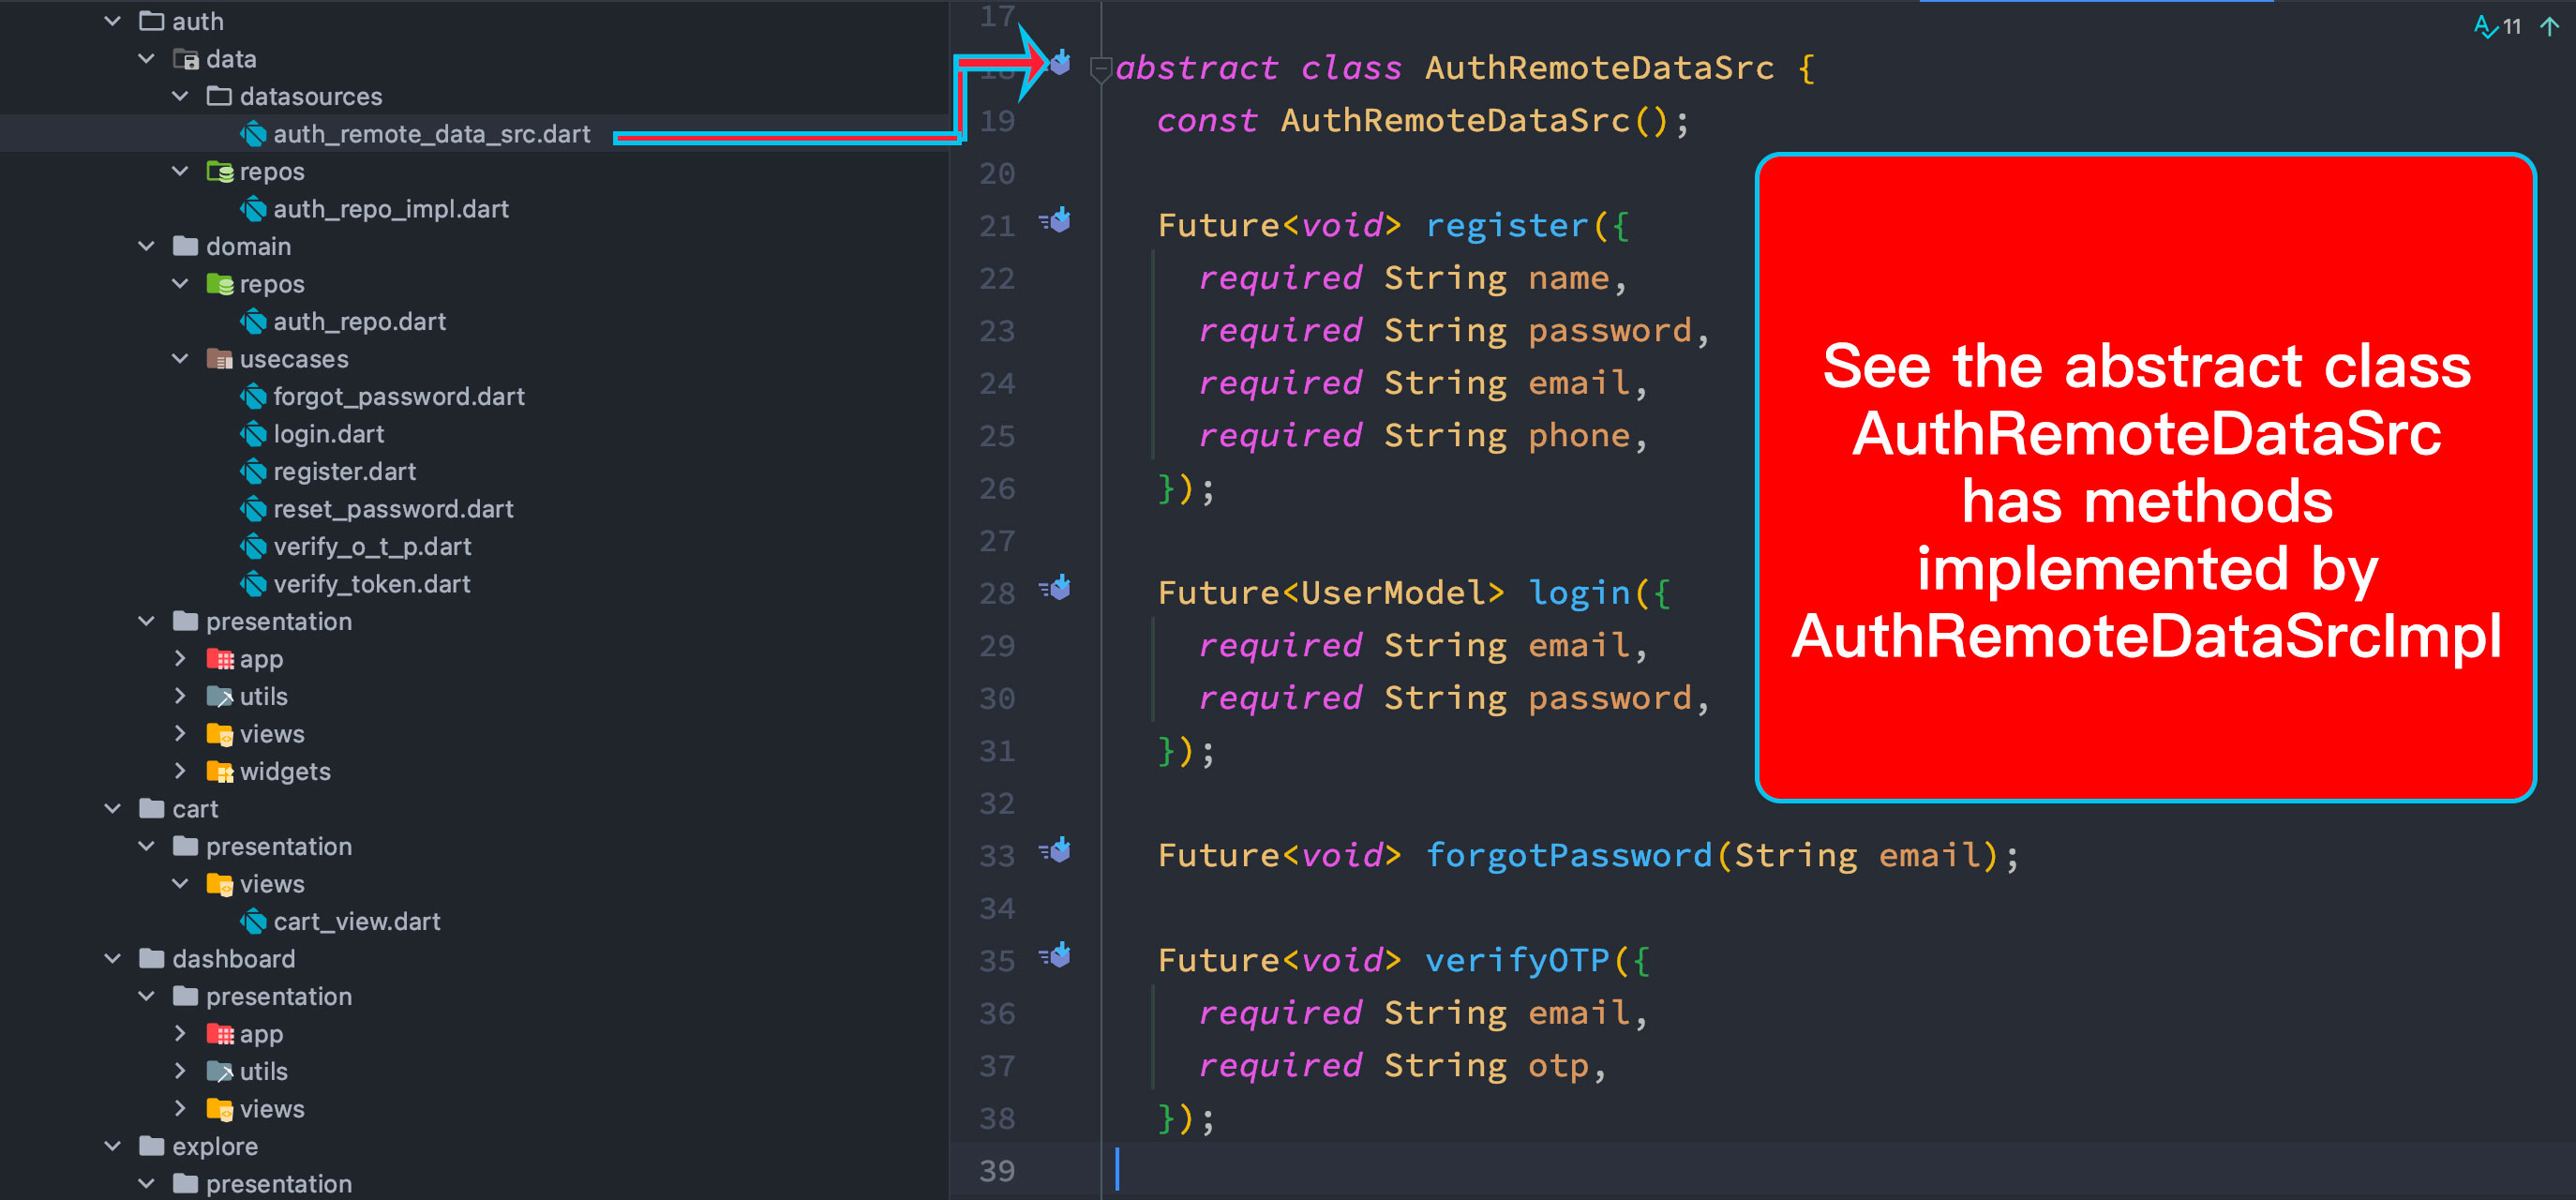 auth
data
datasources
auth_remote_data_src.dart
repos
auth_repo_impl.dart
domain
repos
auth_repo.dart
usecases
forgot_password.dart
login.dart
register.dart
reset_password.dart
verify_o_t_p.dart
verify_token.dart
presentation
app
utils
views
widgets
cart
presentation
views
cart_view.dart
dashboard
presentation
app
utils
views
explore
presentation
11
17
18 abstract class AuthRemoteDataSrc {
19 const AuthRemoteDataSrc();
20
21 Future<void> register({
22 required String name,
23 required String password,
24 required String email,
25 required String phone,
26 });
27
28 Future<UserModel> login({
29 required String email,
30 required String password,
31 });
32
33 Future<void> forgotPassword(String email);
34
35 Future<void> verifyOTP({
36 required String email,
37 required String otp,
38 });
39
See the abstract class
AuthRemoteDataSrc
has methods
implemented by
AuthRemoteDataSrcImpl